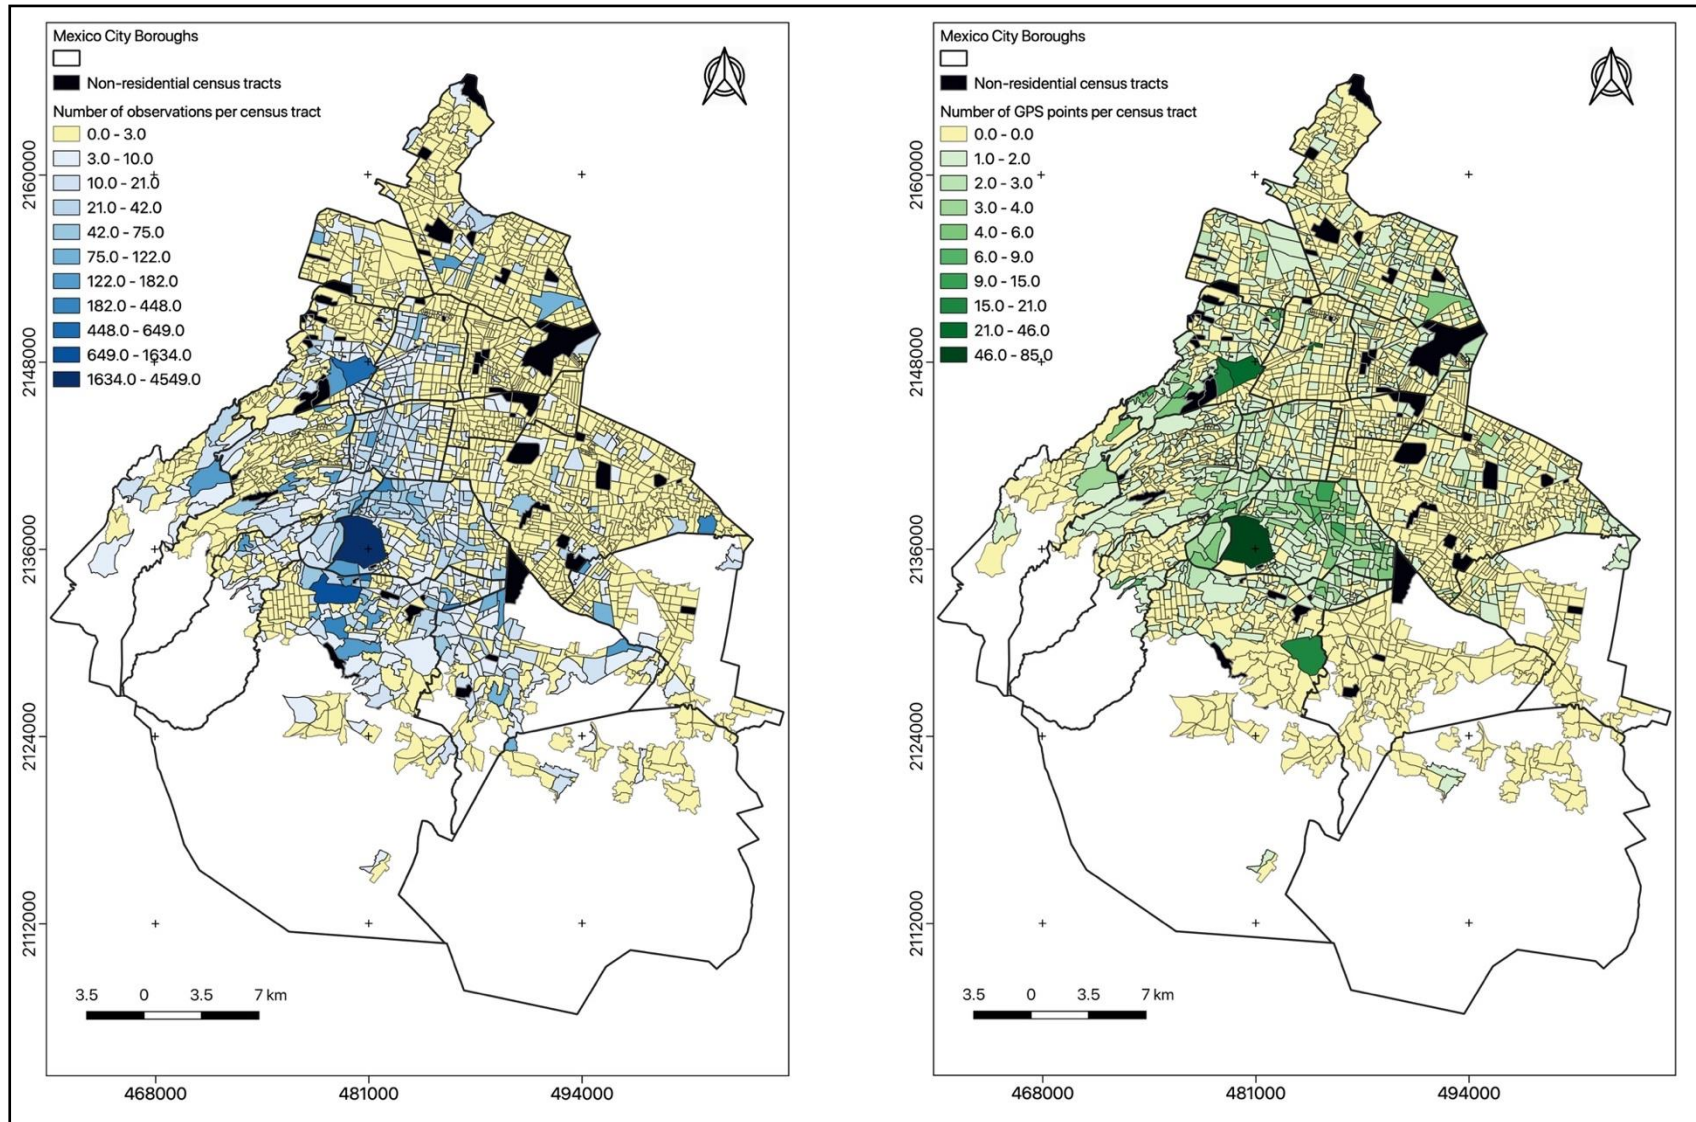 Mexico City Boroughs
Non-residential census tracts
Number of observations per census tract
0.0 - 3.0
3.0 - 10.0
10.0 - 21.0
21.0 - 42.0
42.0 - 75.0
75.0 - 122.0
122.0 - 182.0
182.0 - 448.0
448.0 - 649.0
649.0 - 1634.0
1634.0 - 4549.0
2160000
2148000
2136000
2124000
2112000
3.5 0 3.5 7 km
468000 481000 494000
Mexico City Boroughs
Non-residential census tracts
Number of GPS points per census tract
0.0 - 0.0
1.0 - 2.0
2.0 - 3.0
3.0 - 4.0
4.0 - 6.0
6.0 - 9.0
9.0 - 15.0
15.0 - 21.0
21.0 - 46.0
46.0 - 85.0
2160000
2148000
2136000
2124000
2112000
3.5 0 3.5 7 km
468000 481000 494000